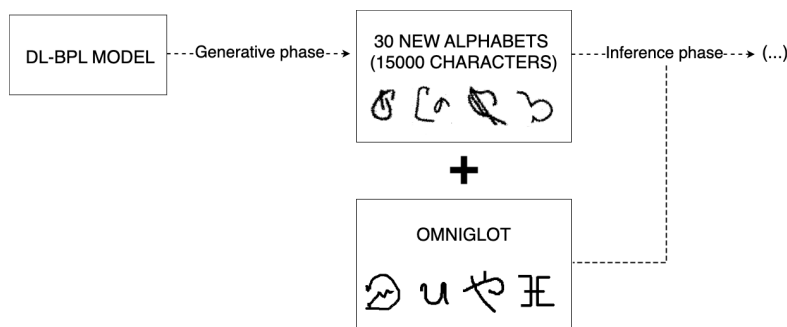 DL-BPL MODEL
Generative phase
30 NEW ALPHABETS
(15000 CHARACTERS)
Inference phase
(...)
+
OMNIGLOT